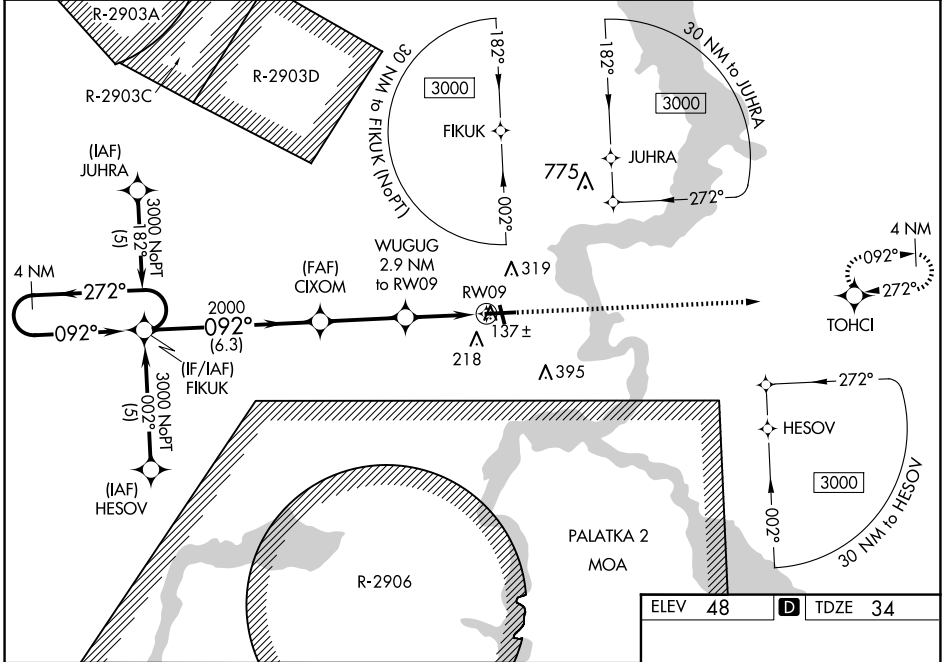 R-2903A
R-2903C
R-2903D
30 NM to FIKUK (NoPT)
182°
3000
FIKUK
002°
30 NM to JUHRA
182°
3000
JUHRA
775
272°
(IAF)
JUHRA
3000 NoPT
182°
(5)
4 NM
272°
092°
2000
092°
(6.3)
(IF/IAF)
FIKUK
3000 NoPT
002°
(5)
(IAF)
HESOV
(FAF)
CIXOM
WUGUG
2.9 NM
to RW09
319
RW09
137 ±
218
395
4 NM
092°
272°
TOHCI
272°
HESOV
3000
002°
30 NM to HESOV
PALATKA 2
MOA
R-2906
ELEV 48 D TDZE 34